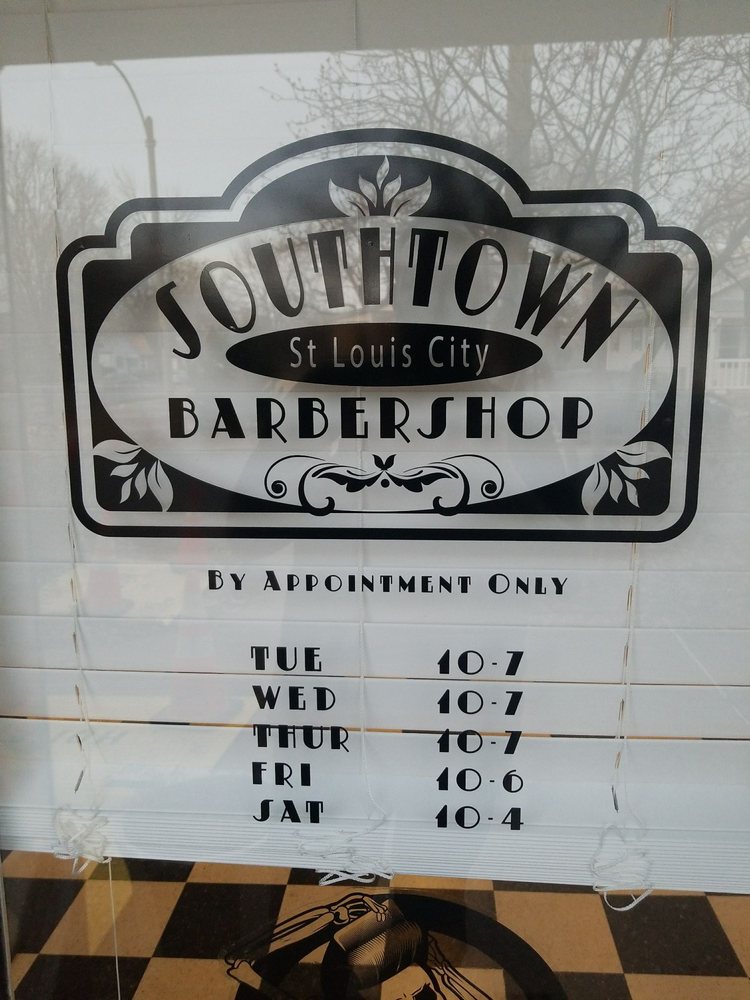 SOUTHTOWN
St Louis City
BARBERSHOP
BY APPOINTMENT ONLY
TUE 10-7
WED 10-7
THUR 10-7
FRI 10-6
SAT 10-4